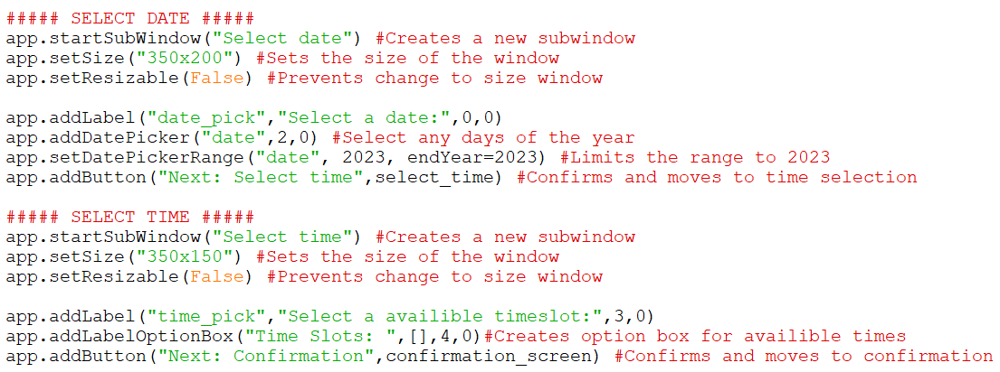 ##### SELECT DATE #####
app.startSubWindow("Select date") #Creates a new subwindow
app.setSize("350x200") #Sets the size of the window
app.setResizable(False) #Prevents change to size window
app.addLabel("date_pick","Select a date:",0,0)
app.addDatePicker("date",2,0) #Select any days of the year
app.setDatePickerRange("date", 2023, endYear=2023) #Limits the range to 2023
app.addButton("Next: Select time",select_time) #Confirms and moves to time selection
##### SELECT TIME #####
app.startSubWindow("Select time") #Creates a new subwindow
app.setSize("350x150") #Sets the size of the window
app.setResizable(False) #Prevents change to size window
app.addLabel("time_pick","Select a availible timeslot:",3,0)
app.addLabelOptionBox("Time Slots: ",[],4,0)#Creates option box for availible times
app.addButton("Next: Confirmation",confirmation_screen) #Confirms and moves to confirmation